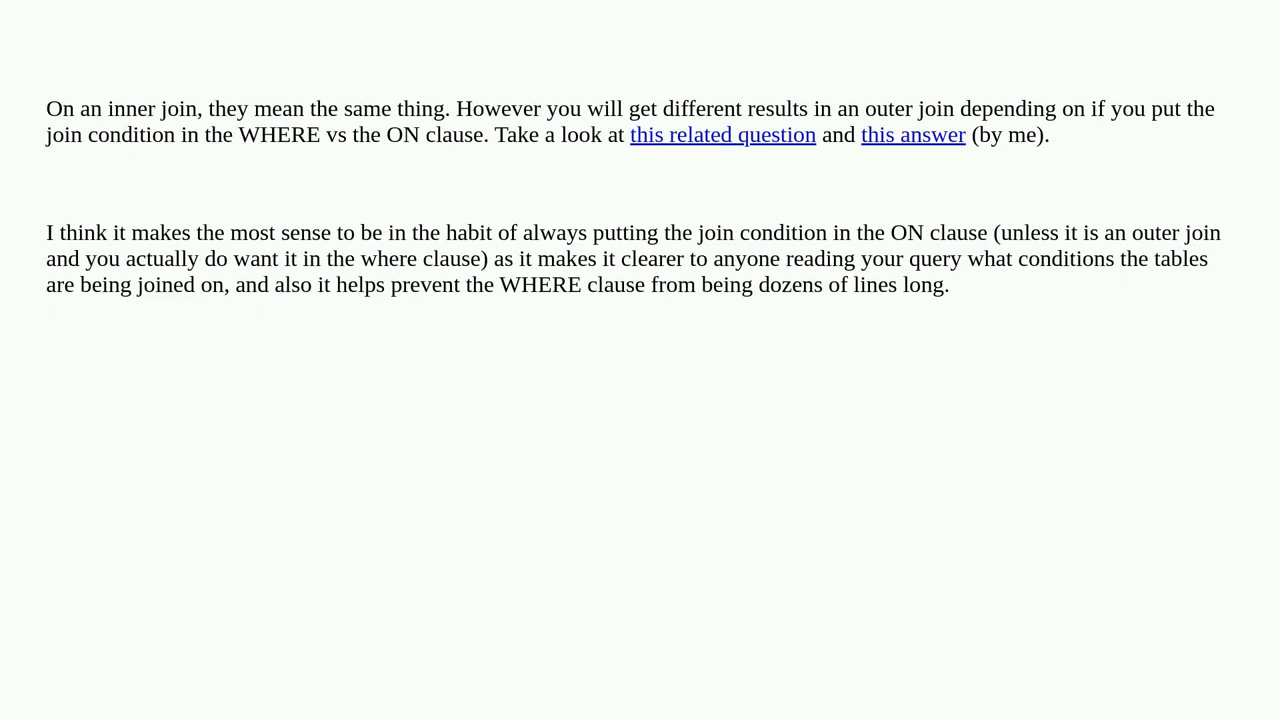 On an inner join, they mean the same thing. However you will get different results in an outer join depending on if you put the
join condition in the WHERE vs the ON clause. Take a look at this related question and this answer (by me).
I think it makes the most sense to be in the habit of always putting the join condition in the ON clause (unless it is an outer join
and you actually do want it in the where clause) as it makes it clearer to anyone reading your query what conditions the tables
are being joined on, and also it helps prevent the WHERE clause from being dozens of lines long.